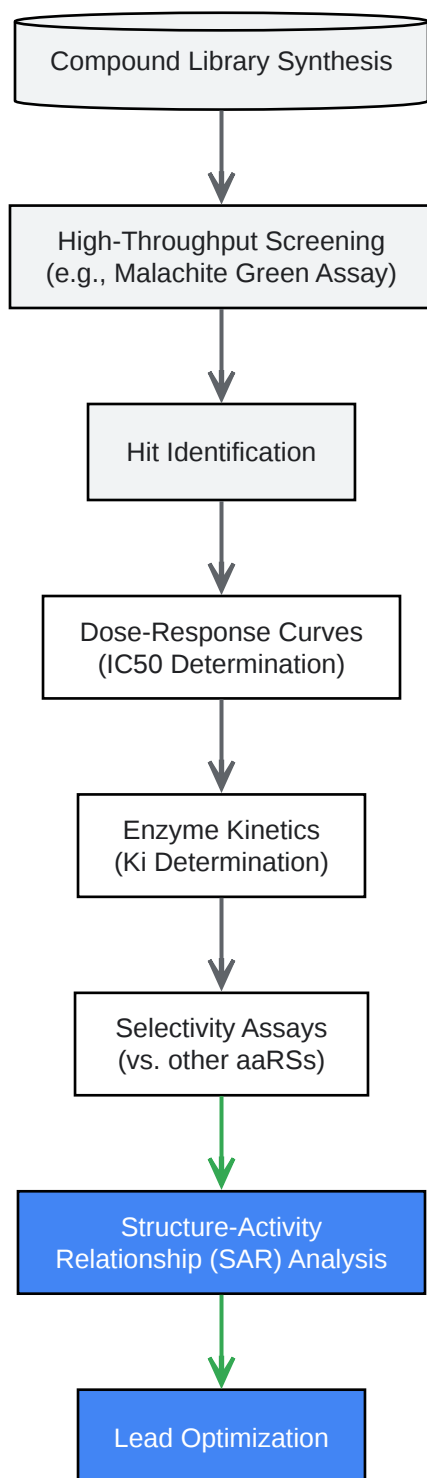 Compound Library Synthesis
High-Throughput Screening
(e.g., Malachite Green Assay)
Hit Identification
Dose-Response Curves
(IC50 Determination)
Enzyme Kinetics
(Ki Determination)
Selectivity Assays
(vs. other aaRSs)
Structure-Activity
Relationship (SAR) Analysis
Lead Optimization